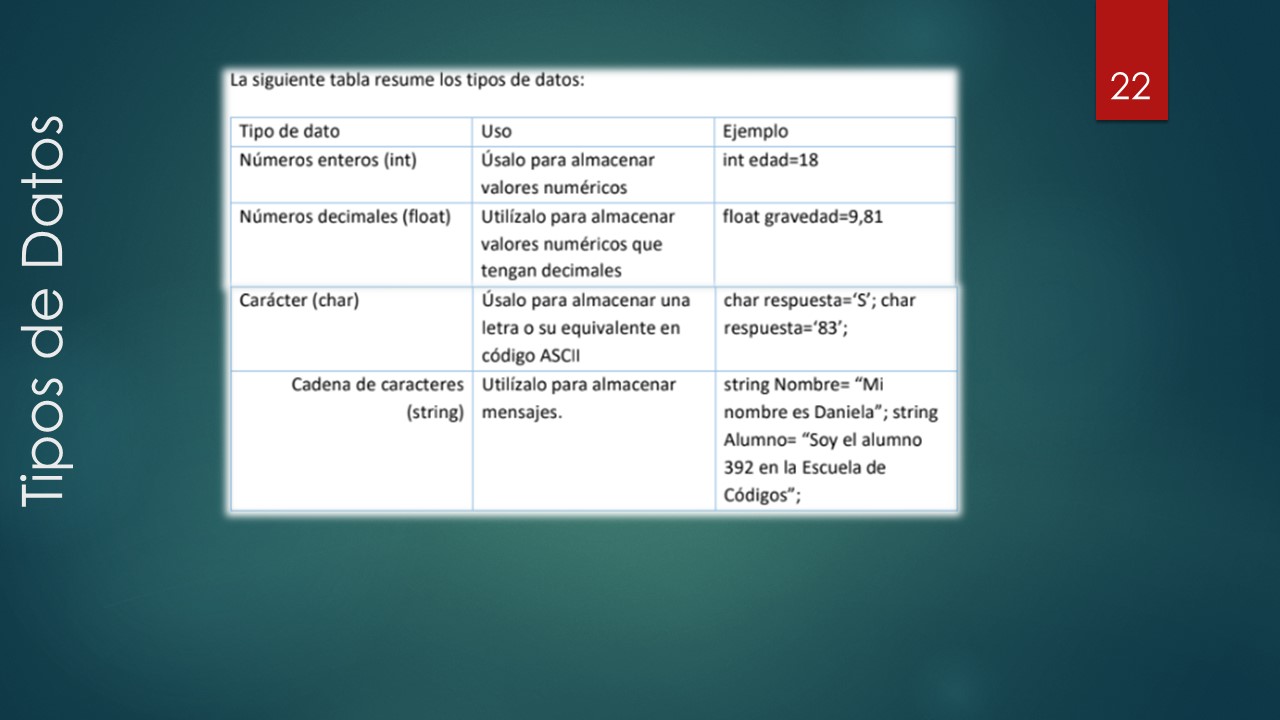 Tipos de Datos
22
La siguiente tabla resume los tipos de datos:
Tipo de dato
Uso
Ejemplo
Números enteros (int)
Úsalo para almacenar
valores numéricos
int edad=18
Números decimales (float)
Utilízalo para almacenar
valores numéricos que
tengan decimales
float gravedad=9,81
Carácter (char)
Úsalo para almacenar una
letra o su equivalente en
código ASCII
char respuesta=‘S’; char
respuesta=‘83’;
Cadena de caracteres
(string)
Utilízalo para almacenar
mensajes.
string Nombre= “Mi
nombre es Daniela”; string
Alumno= “Soy el alumno
392 en la Escuela de
Códigos”;